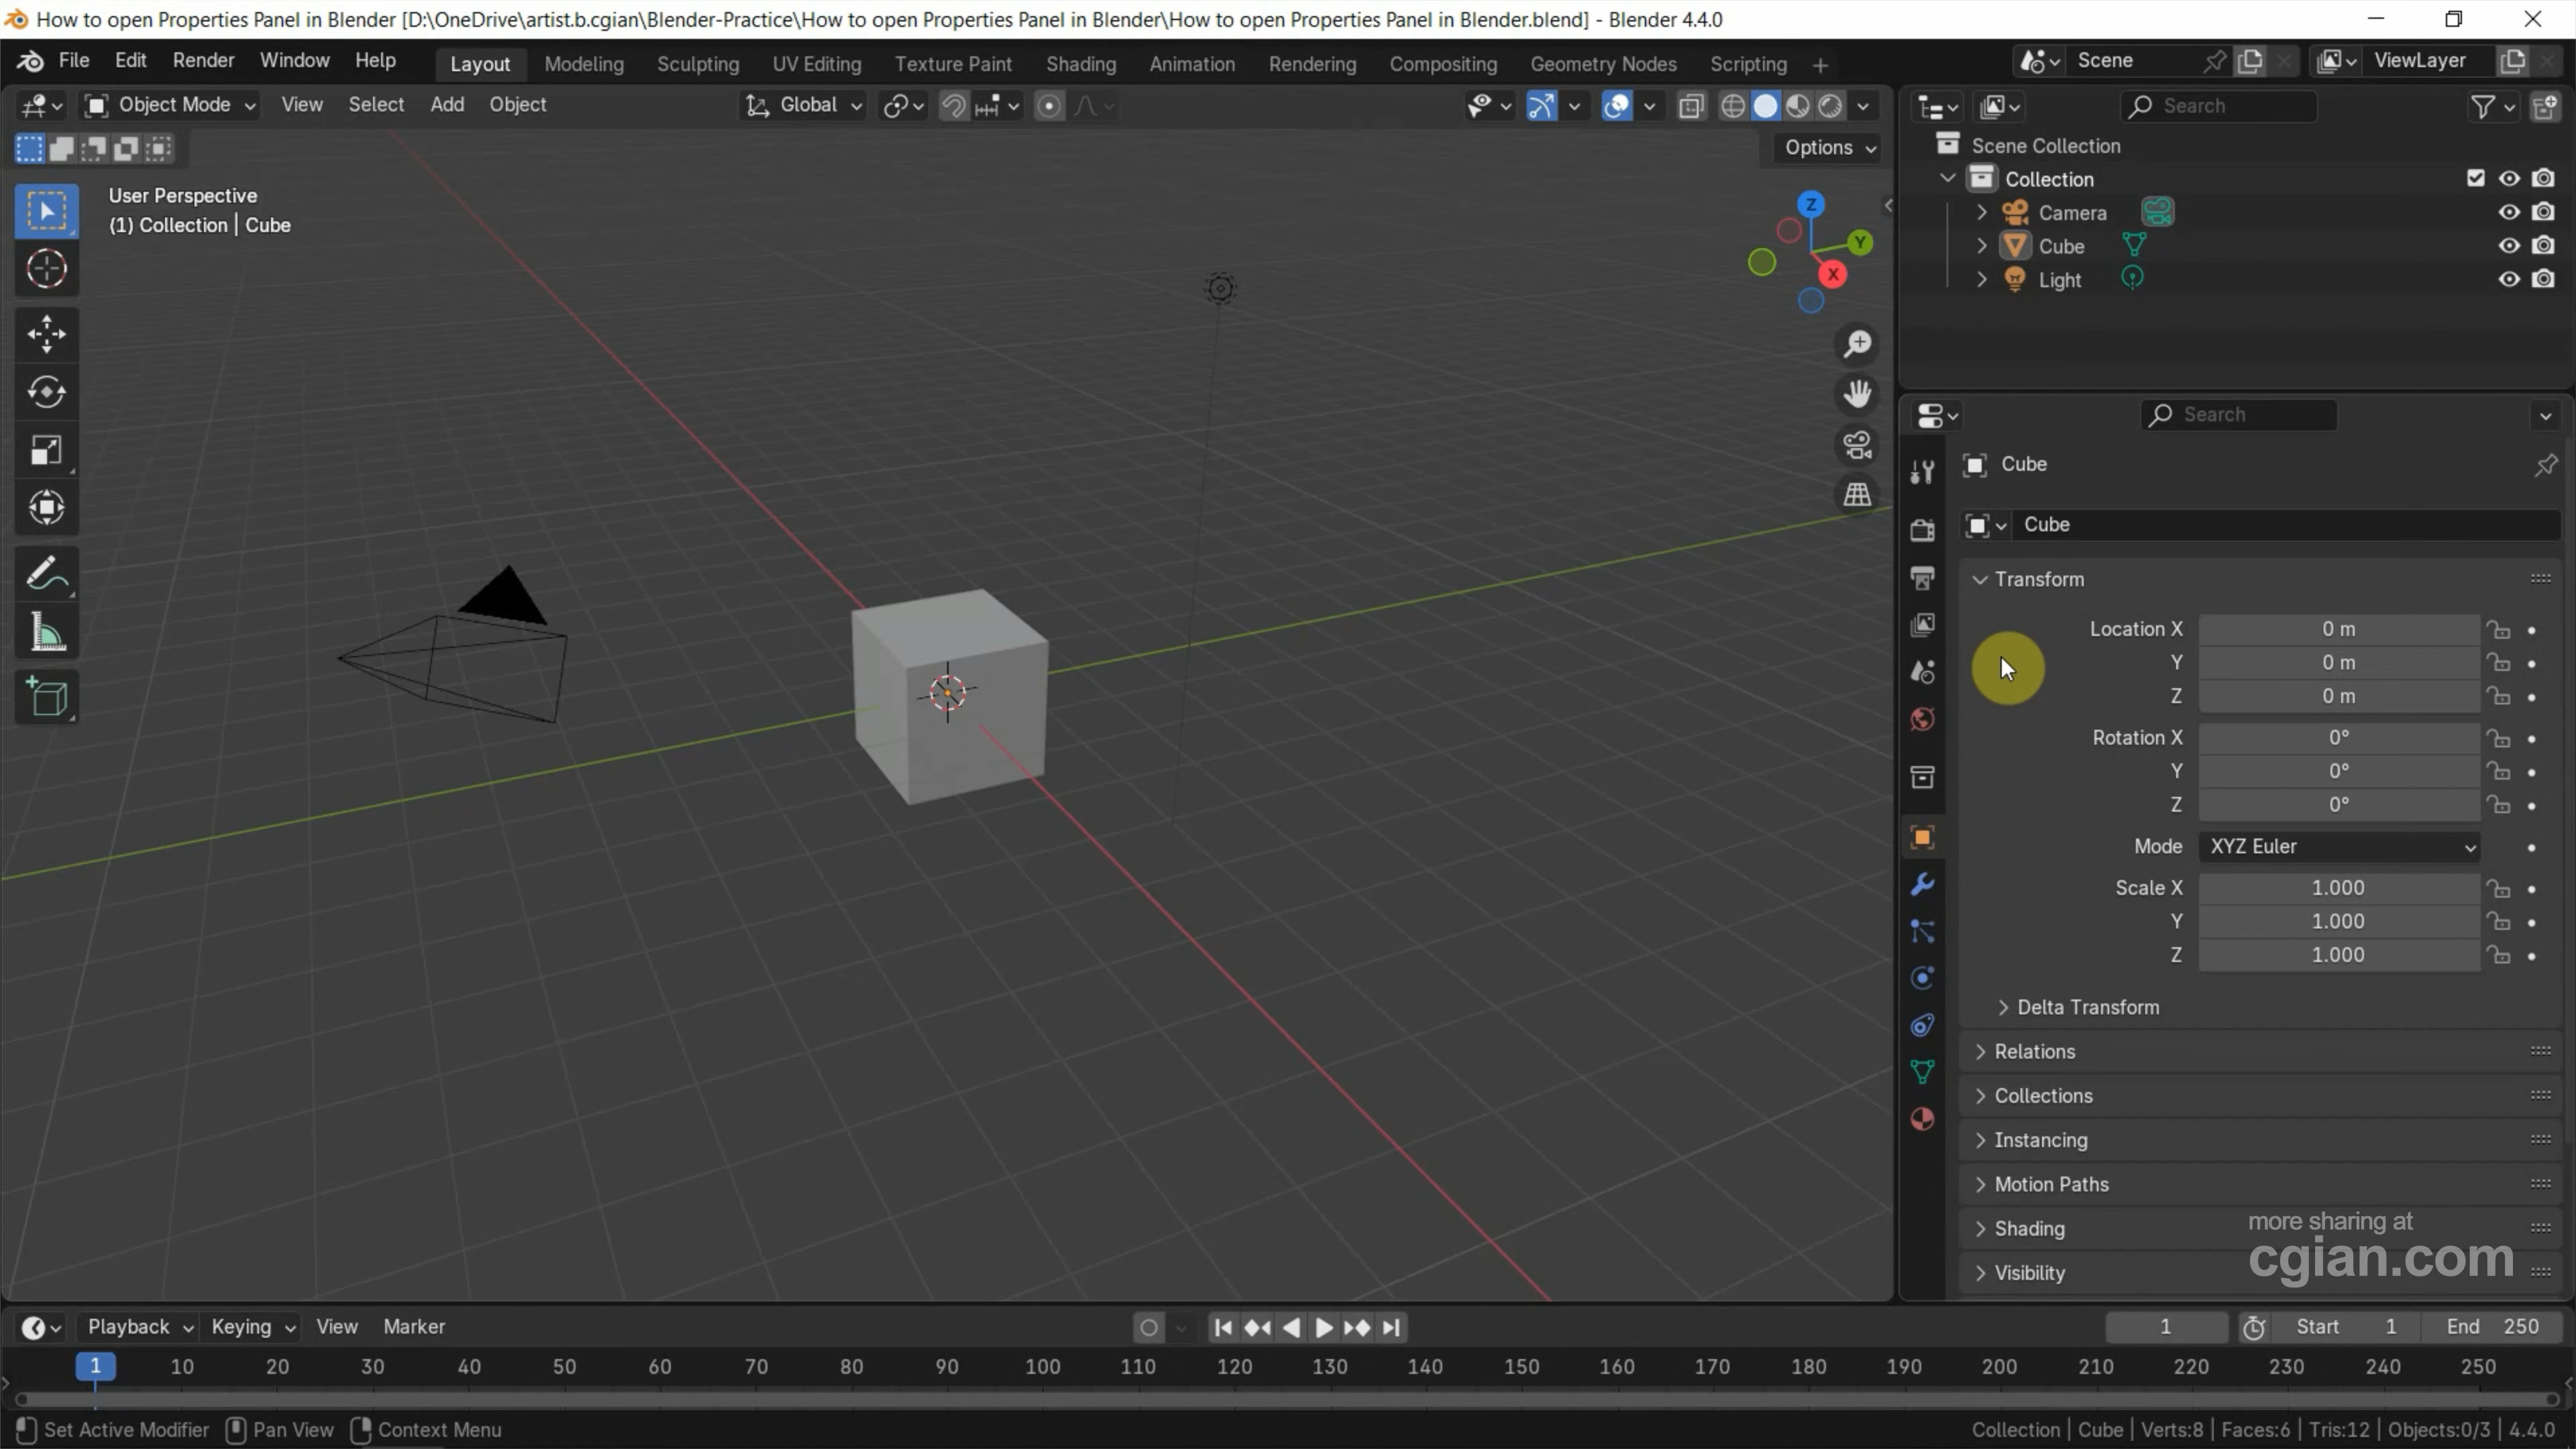 How to open Properties Panel in Blender [D:\OneDrive\artist.b.cgian\Blender-Practice\How to open Properties Panel in Blender\How to open Properties Panel in Blender.blend] - Blender 4.4.0
File Edit Render Window Help Layout Modeling Sculpting UV Editing Texture Paint Shading Animation Rendering Compositing Geometry Nodes Scripting + Scene ViewLayer
Object Mode View Select Add Object Global Search
Options
User Perspective
(1) Collection | Cube
Z
Y
X
Scene Collection
Collection
Camera
Cube
Light
Search
Cube
Cube
Transform
Location X 0 m
Y 0 m
Z 0 m
Rotation X 0°
Y 0°
Z 0°
Mode XYZ Euler
Scale X 1.000
Y 1.000
Z 1.000
Delta Transform
Relations
Collections
Instancing
Motion Paths
Shading
Visibility
more sharing at
cgian.com
Playback Keying View Marker 1 Start 1 End 250
1 10 20 30 40 50 60 70 80 90 100 110 120 130 140 150 160 170 180 190 200 210 220 230 240 250
Set Active Modifier Pan View Context Menu Collection | Cube | Verts:8 | Faces:6 | Tris:12 | Objects:0/3 | 4.4.0